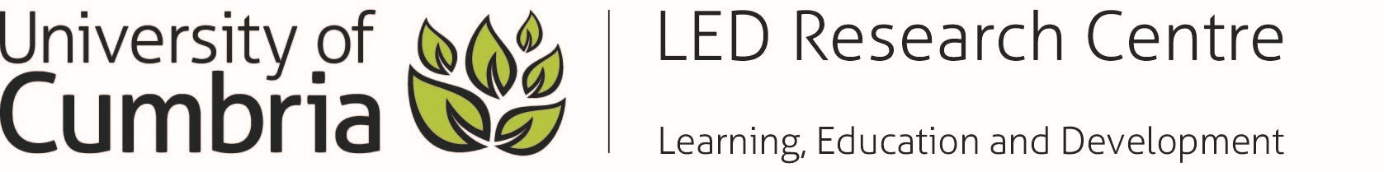 University of
Cumbria
LED Research Centre
Learning, Education and Development